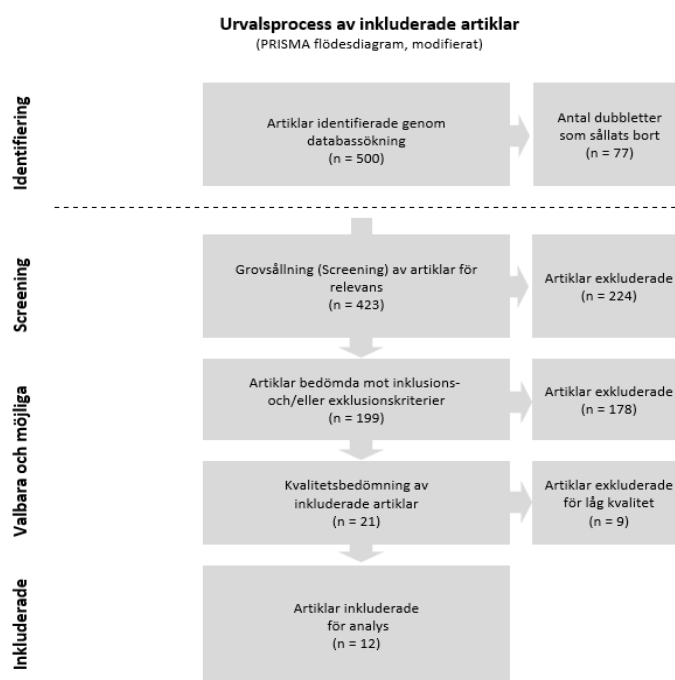 Urvalsprocess av inkluderade artiklar
(PRISMA flödesdiagram, modifierat)
Identifiering
Artiklar identifierade genom
databassökning
(n = 500)
Antal dubbletter
som sållats bort
(n = 77)
Screening
Grovsållning (Screening) av artiklar för
relevans
(n = 423)
Artiklar exkluderade
(n = 224)
Valbara och möjliga
Artiklar bedömda mot inklusions-
och/eller exklusionskriterier
(n = 199)
Artiklar exkluderade
(n = 178)
Kvalitetsbedömning av
inkluderade artiklar
(n = 21)
Artiklar exkluderade
för låg kvalitet
(n = 9)
Inkluderade
Artiklar inkluderade
för analys
(n = 12)